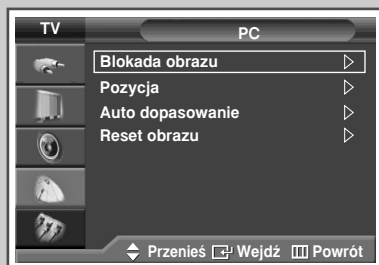 TV
PC
Blokada obrazu
Pozycja
Auto dopasowanie
Reset obrazu
Przenieś Wejdź Powrót